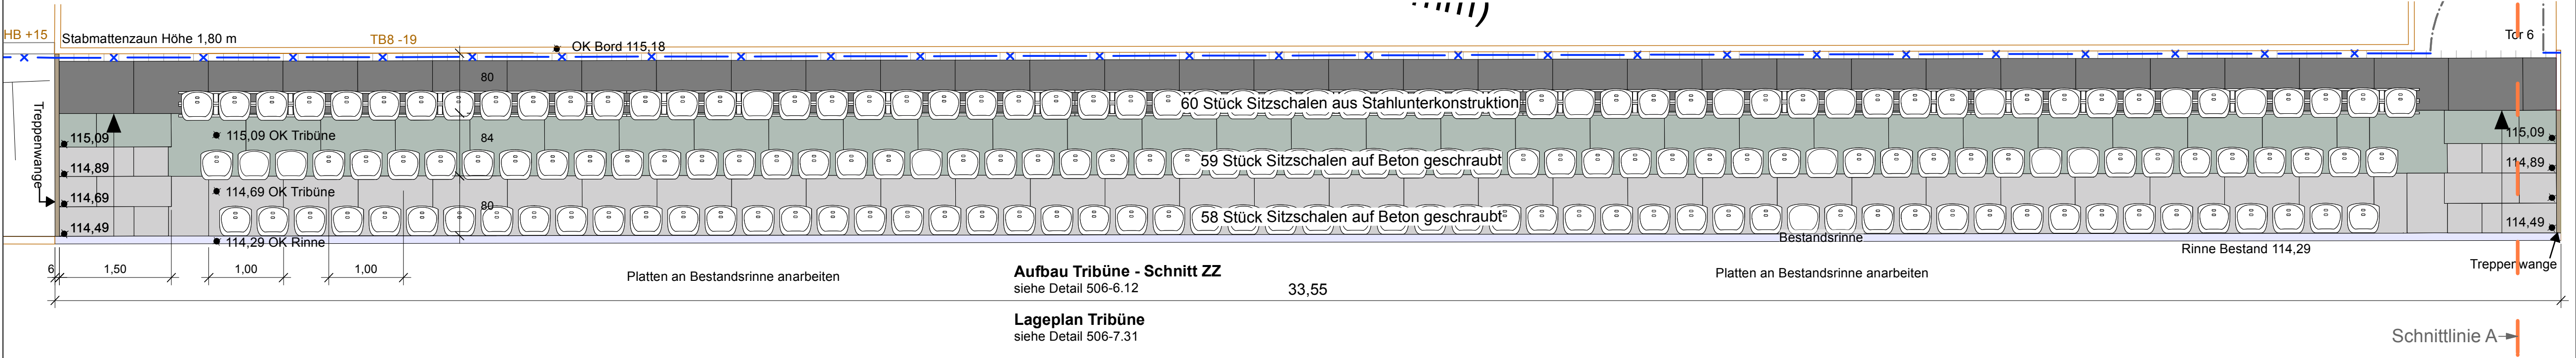 HB +15
Stabmattenzaun Höhe 1,80 m
TB8 -19
OK Bord 115,18
Tor 6
80
60 Stück Sitzschalen aus Stahlunterkonstruktion
Treppenwange
115,09
115,09 OK Tribüne
84
115,09
114,89
59 Stück Sitzschalen auf Beton geschraubt
114,89
114,69
114,69 OK Tribüne
80
114,49
58 Stück Sitzschalen auf Beton geschraubt
114,49
114,29 OK Rinne
Bestandsrinne
Rinne Bestand 114,29
6
1,50
1,00
1,00
Platten an Bestandsrinne anarbeiten
Aufbau Tribüne - Schnitt ZZ
siehe Detail 506-6.12
33,55
Platten an Bestandsrinne anarbeiten
Treppenwange
Lageplan Tribüne
siehe Detail 506-7.31
Schnittlinie A